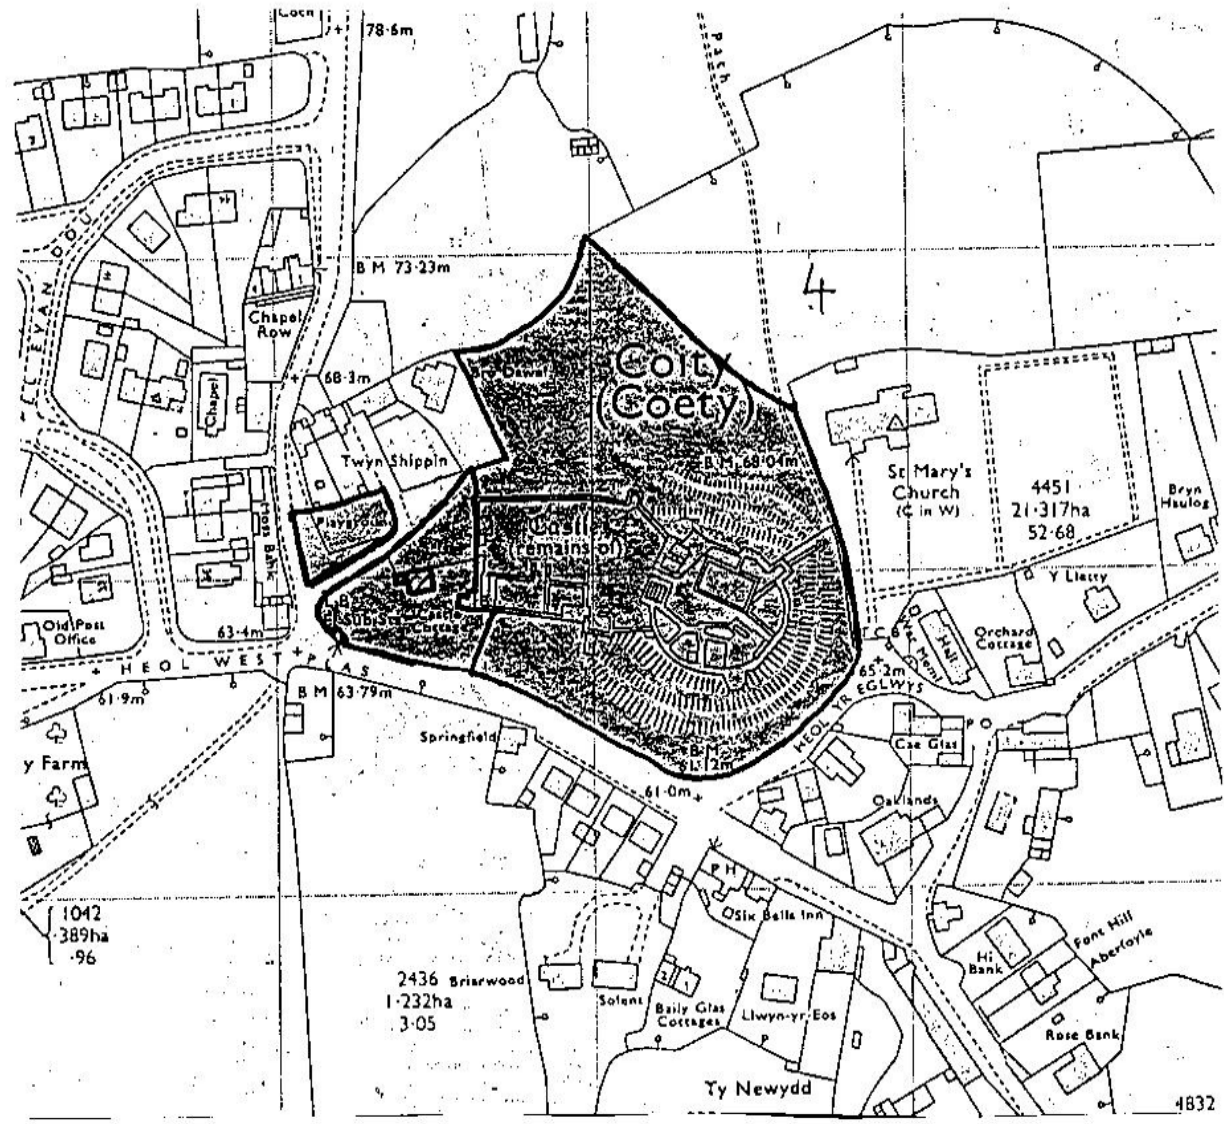 78·6m
Path
B M 73·23m
4
Chapel
Row
Coity
(Coety)
68·3m
Chapel
B M 68·04m
Twyn Shippin
St Mary's
Church
(C in W)
4451
21·317ha
52·68
Bryn
Haulog
Playground
Castle
(remains of)
Y Lletty
Old Post
Office
63·4m
Orchard
Cottage
Hall
HEOL WEST PLAS
61·9m
B M 63·79m
65·2m
HEOL YR EGLWYS
P O
Springfield
Cae Glas
B M
61·12m
y Farm
61·0m
Oaklands
P H
Six Bells Inn
1042
·389ha
·96
Font Hill
Aberfoyle
Hi
Bank
2436
1·232ha
3·05
Briarwood
Solent
Baily Glas
Cottages
Llwyn-yr-Eos
Rose Bank
Ty Newydd
4832